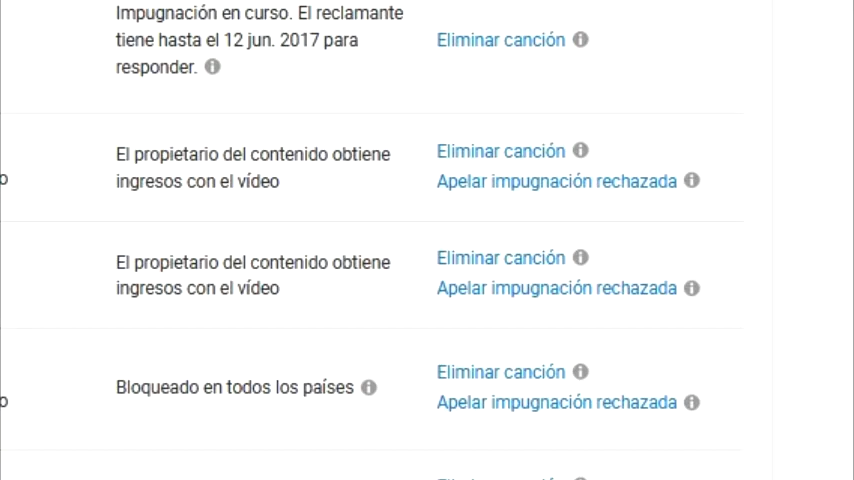 Impugnación en curso. El reclamante
tiene hasta el 12 jun. 2017 para
responder.
Eliminar canción
El propietario del contenido obtiene
ingresos con el vídeo
Eliminar canción
Apelar impugnación rechazada
El propietario del contenido obtiene
ingresos con el vídeo
Eliminar canción
Apelar impugnación rechazada
Bloqueado en todos los países
Eliminar canción
Apelar impugnación rechazada